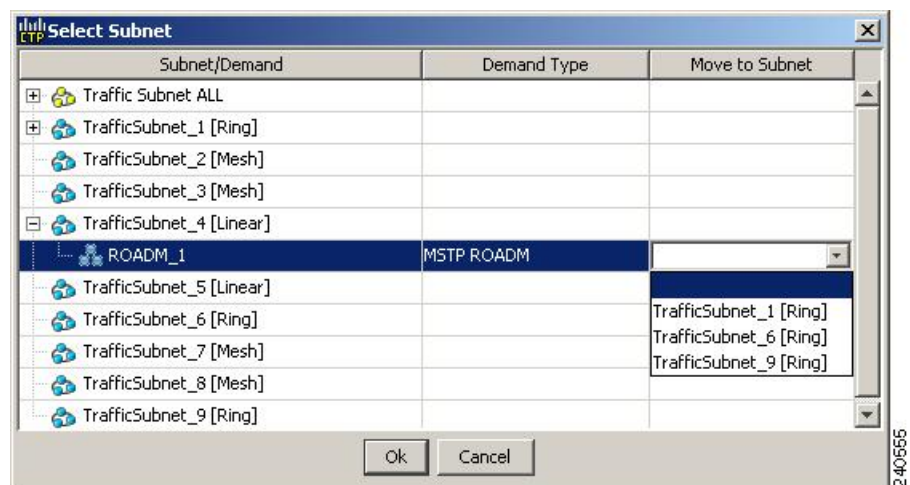 CTP Select Subnet
Subnet/Demand Demand Type Move to Subnet
Traffic Subnet ALL
TrafficSubnet_1 [Ring]
TrafficSubnet_2 [Mesh]
TrafficSubnet_3 [Mesh]
TrafficSubnet_4 [Linear]
ROADM_1 MSTP ROADM
TrafficSubnet_5 [Linear]
TrafficSubnet_6 [Ring]
TrafficSubnet_7 [Mesh]
TrafficSubnet_8 [Mesh]
TrafficSubnet_9 [Ring]
TrafficSubnet_1 [Ring]
TrafficSubnet_6 [Ring]
TrafficSubnet_9 [Ring]
Ok Cancel
240555